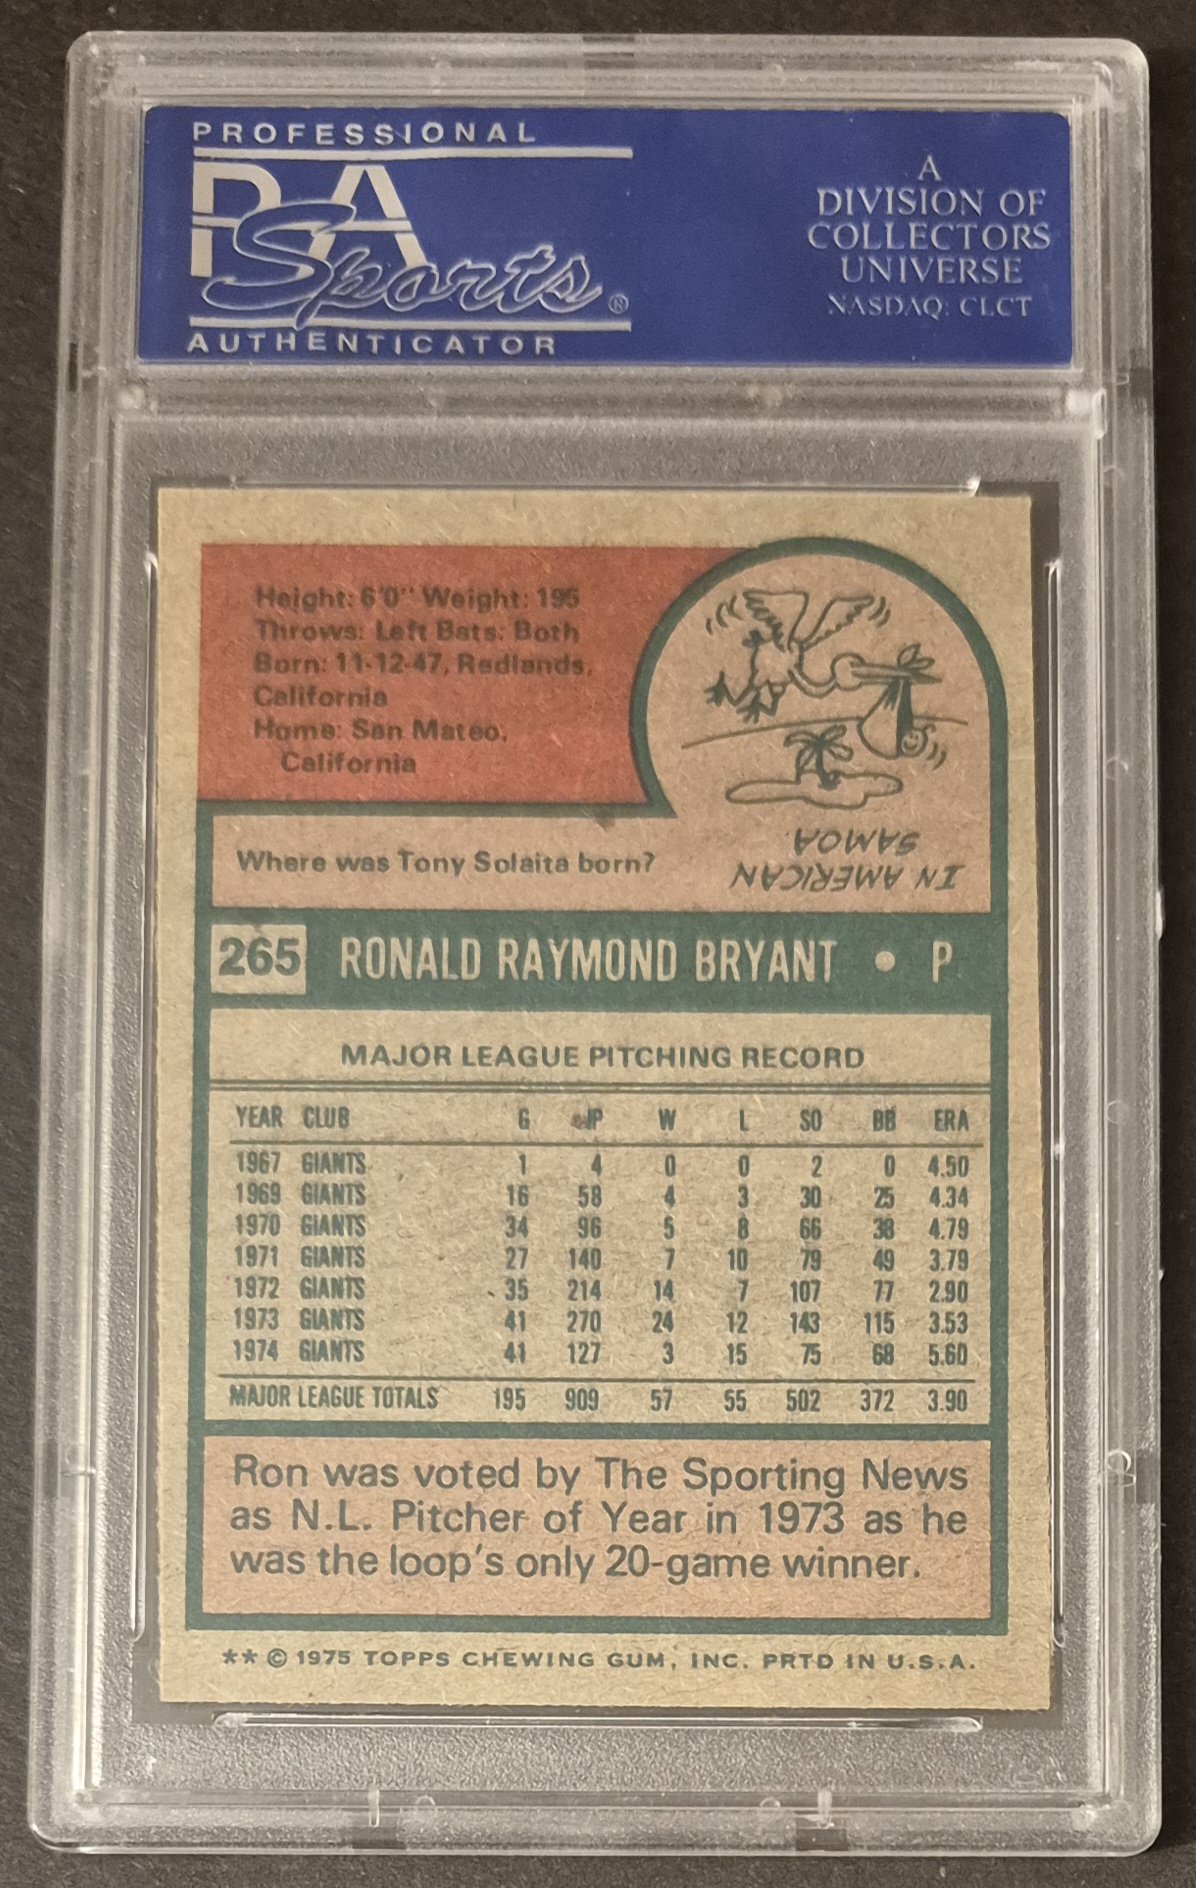 PROFESSIONAL
PSA
Sports ®
AUTHENTICATOR
A
DIVISION OF
COLLECTORS
UNIVERSE
NASDAQ: CLCT
Height: 6'0" Weight: 195
Throws: Left Bats: Both
Born: 11-12-47, Redlands,
California
Home: San Mateo,
California
Where was Tony Solaita born?
IN AMERICAN
SAMOA
265 RONALD RAYMOND BRYANT • P
MAJOR LEAGUE PITCHING RECORD
YEAR CLUB G IP W L SO BB ERA
1967 GIANTS 1 4 0 0 2 0 4.50
1969 GIANTS 16 58 4 3 30 25 4.34
1970 GIANTS 34 96 5 8 66 38 4.79
1971 GIANTS 27 140 7 10 79 49 3.79
1972 GIANTS 35 214 14 7 107 77 2.90
1973 GIANTS 41 270 24 12 143 115 3.53
1974 GIANTS 41 127 3 15 75 68 5.60
MAJOR LEAGUE TOTALS 195 909 57 55 502 372 3.90
Ron was voted by The Sporting News
as N.L. Pitcher of Year in 1973 as he
was the loop's only 20-game winner.
** © 1975 TOPPS CHEWING GUM, INC. PRTD IN U.S.A.